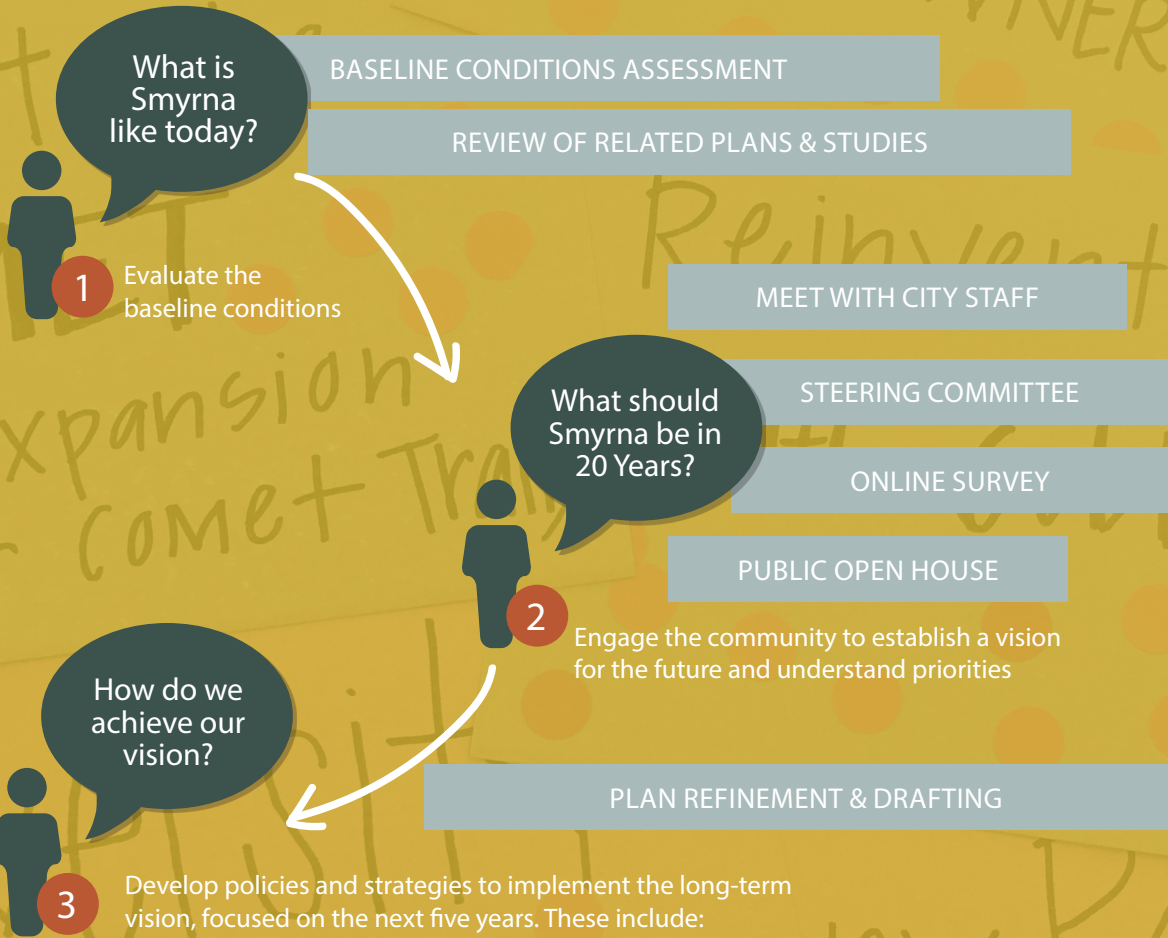 What is
Smyrna
like today?
BASELINE CONDITIONS ASSESSMENT
REVIEW OF RELATED PLANS & STUDIES
1
Evaluate the
baseline conditions
Reinvent
MEET WITH CITY STAFF
What should
Smyrna be in
20 Years?
STEERING COMMITTEE
xpansion
comet
ONLINE SURVEY
PUBLIC OPEN HOUSE
2
Engage the community to establish a vision
for the future and understand priorities
How do we
achieve our
vision?
PLAN REFINEMENT & DRAFTING
3
Develop policies and strategies to implement the long-term
vision, focused on the next five years. These include: